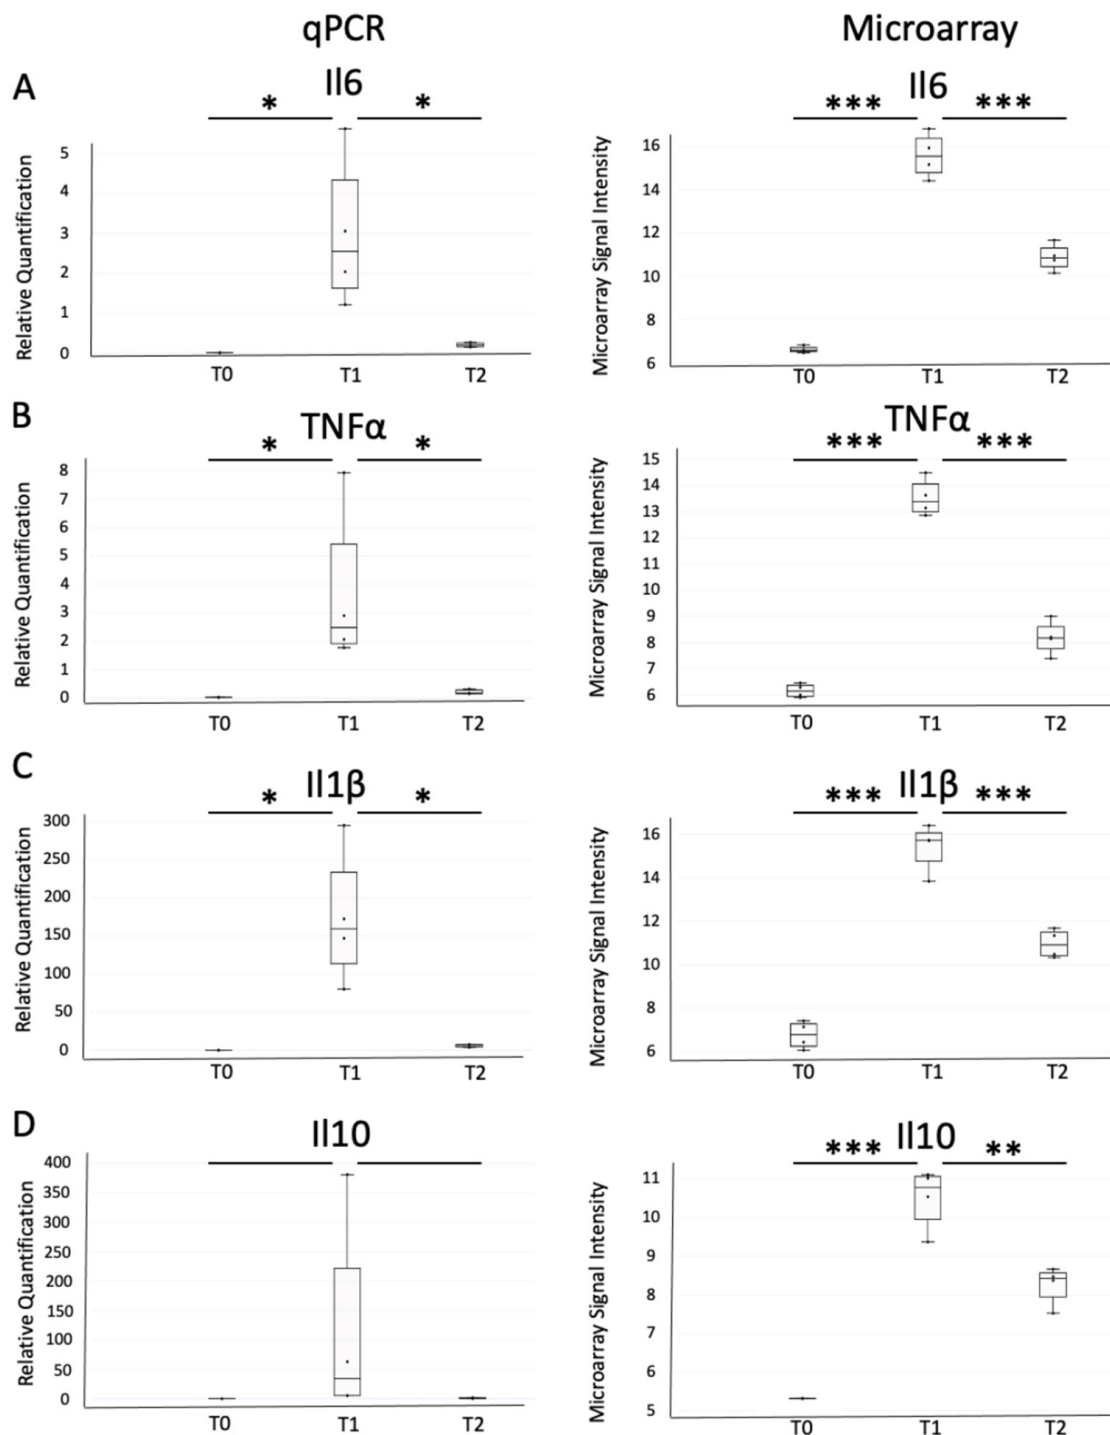 qPCR
Microarray
A
Il6
* *
Relative Quantification
5
4
3
2
1
0
T0 T1 T2
Il6
*** ***
Microarray Signal Intensity
16
14
12
10
8
6
T0 T1 T2
B
TNFα
* *
Relative Quantification
8
7
6
5
4
3
2
1
0
T0 T1 T2
TNFα
*** ***
Microarray Signal Intensity
15
14
13
12
11
10
9
8
7
6
T0 T1 T2
C
Il1β
* *
Relative Quantification
300
250
200
150
100
50
0
T0 T1 T2
Il1β
*** ***
Microarray Signal Intensity
16
14
12
10
8
6
T0 T1 T2
D
Il10
Relative Quantification
400
350
300
250
200
150
100
50
0
T0 T1 T2
Il10
*** **
Microarray Signal Intensity
11
10
9
8
7
6
5
T0 T1 T2